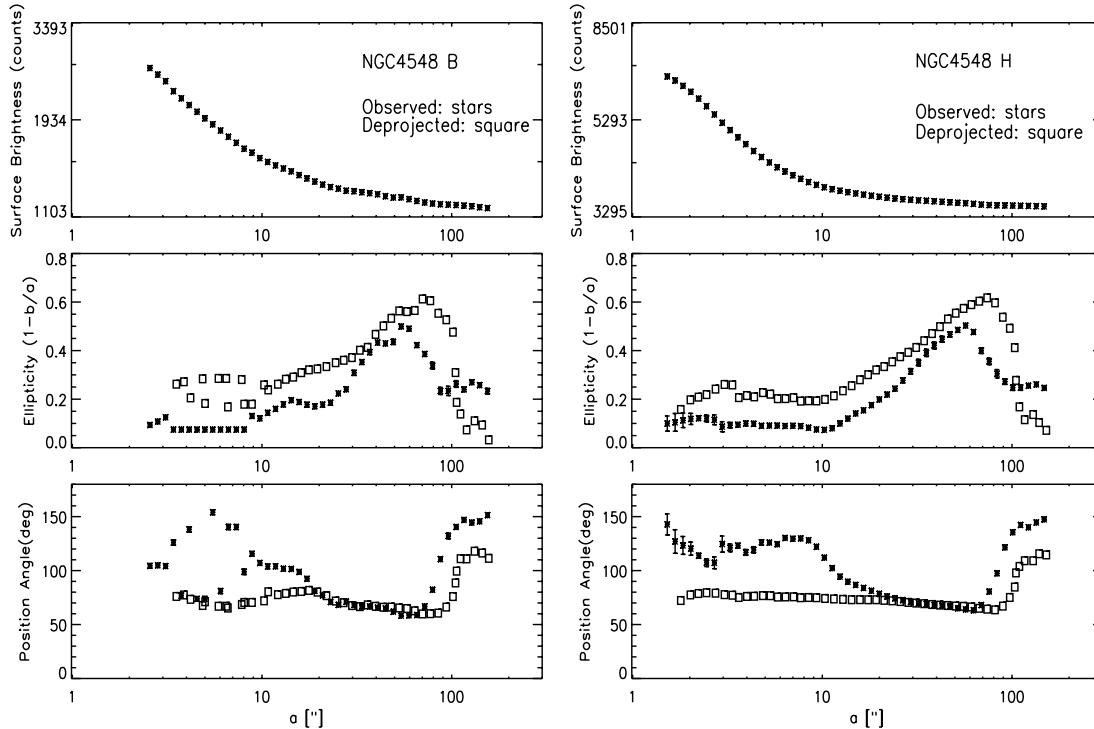 3393
1934
1103
Surface Brightness (counts)
NGC4548 B
Observed: stars
Deprojected: square
1 10 100
8501
5293
3295
Surface Brightness (counts)
NGC4548 H
Observed: stars
Deprojected: square
1 10 100
0.8
0.6
0.4
0.2
0.0
Ellipticity (1-b/a)
1 10 100
0.8
0.6
0.4
0.2
0.0
Ellipticity (1-b/a)
1 10 100
150
100
50
0
Position Angle(deg)
1 10 100
a ["]
150
100
50
0
Position Angle(deg)
1 10 100
a ["]